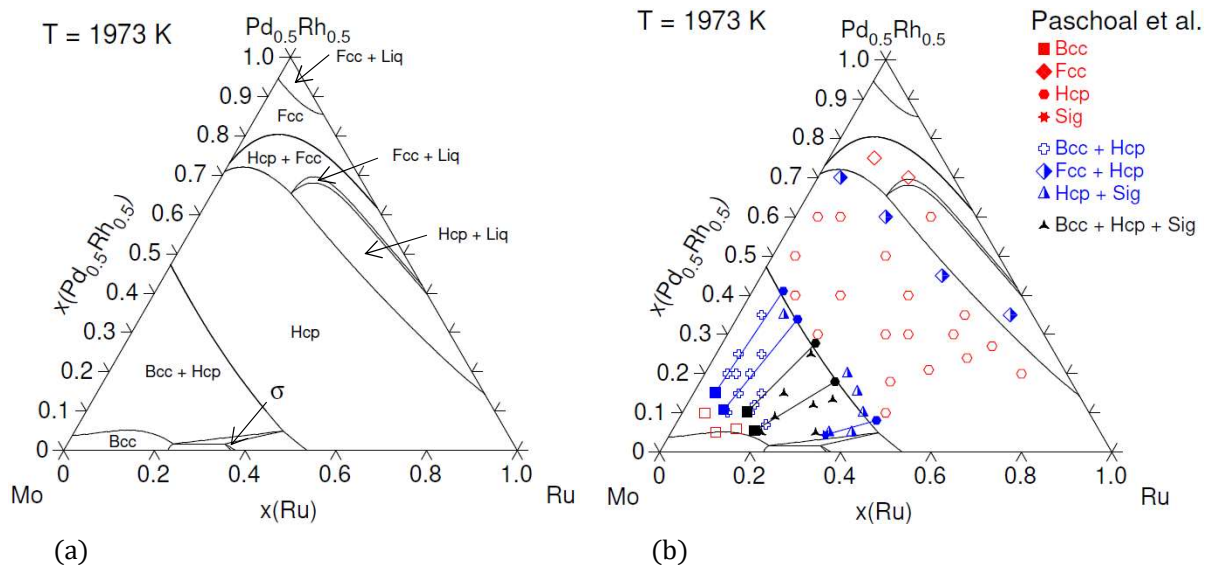 T = 1973 K
Pd0.5Rh0.5
Fcc + Liq
1.0
0.9
Fcc
0.8
Hcp + Fcc
Fcc + Liq
0.7
0.6
x(Pd0.5Rh0.5)
Hcp + Liq
0.5
0.4
Hcp
0.3
Bcc + Hcp
0.2
σ
0.1
Bcc
0
0 0.2 0.4 0.6 0.8 1.0
Mo Ru
x(Ru)
(a)
T = 1973 K
Pd0.5Rh0.5
1.0
0.9
0.8
0.7
0.6
x(Pd0.5Rh0.5)
0.5
0.4
0.3
0.2
0.1
0
0 0.2 0.4 0.6 0.8 1.0
Mo Ru
x(Ru)
(b)
Paschoal et al.
Bcc
Fcc
Hcp
Sig
Bcc + Hcp
Fcc + Hcp
Hcp + Sig
Bcc + Hcp + Sig